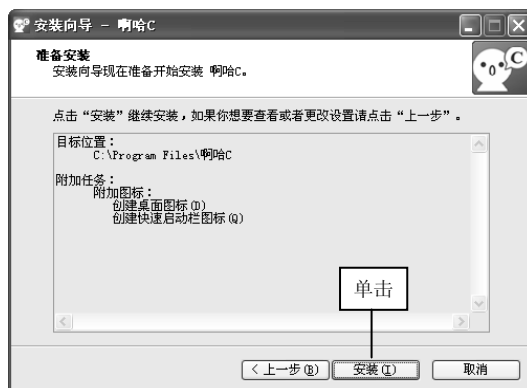 安装向导 - 啊哈C
准备安装
安装向导现在准备开始安装 啊哈C。
C
点击“安装”继续安装,如果你想要查看或者更改设置请点击“上一步”。
目标位置:
C:\Program Files\啊哈C
附加任务:
附加图标:
创建桌面图标(D)
创建快速启动栏图标(Q)
单击
< 上一步(B)
安装(I)
取消